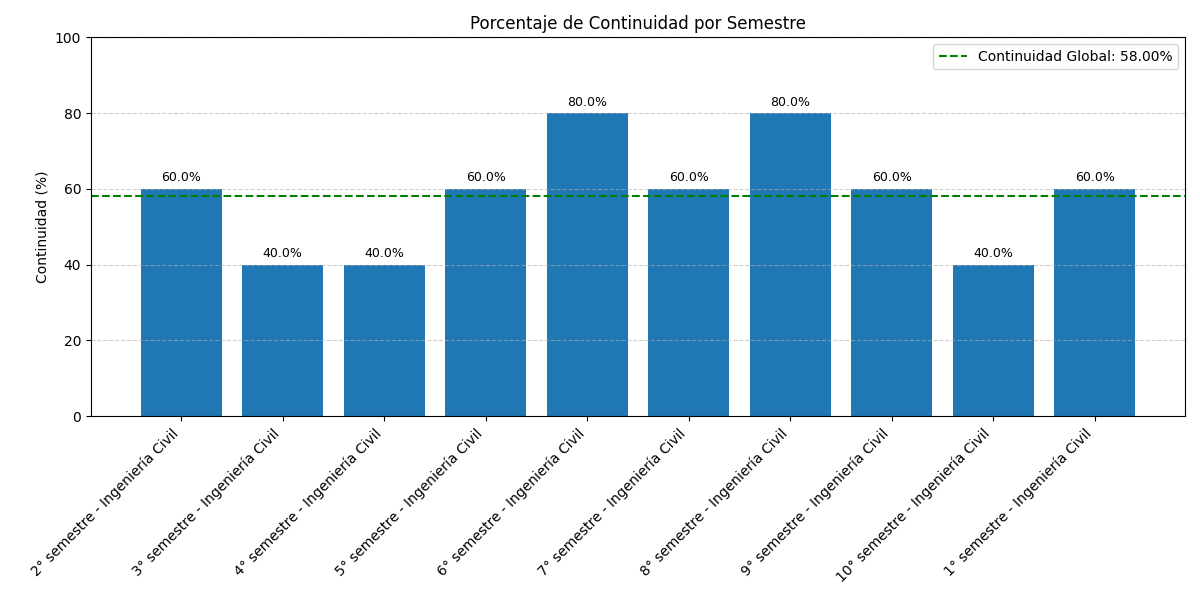 Porcentaje de Continuidad por Semestre
Continuidad Global: 58.00%
Continuidad (%)
100
80
60
40
20
0
60.0%
40.0%
40.0%
60.0%
80.0%
60.0%
80.0%
60.0%
40.0%
60.0%
2° semestre - Ingeniería Civil
3° semestre - Ingeniería Civil
4° semestre - Ingeniería Civil
5° semestre - Ingeniería Civil
6° semestre - Ingeniería Civil
7° semestre - Ingeniería Civil
8° semestre - Ingeniería Civil
9° semestre - Ingeniería Civil
10° semestre - Ingeniería Civil
1° semestre - Ingeniería Civil